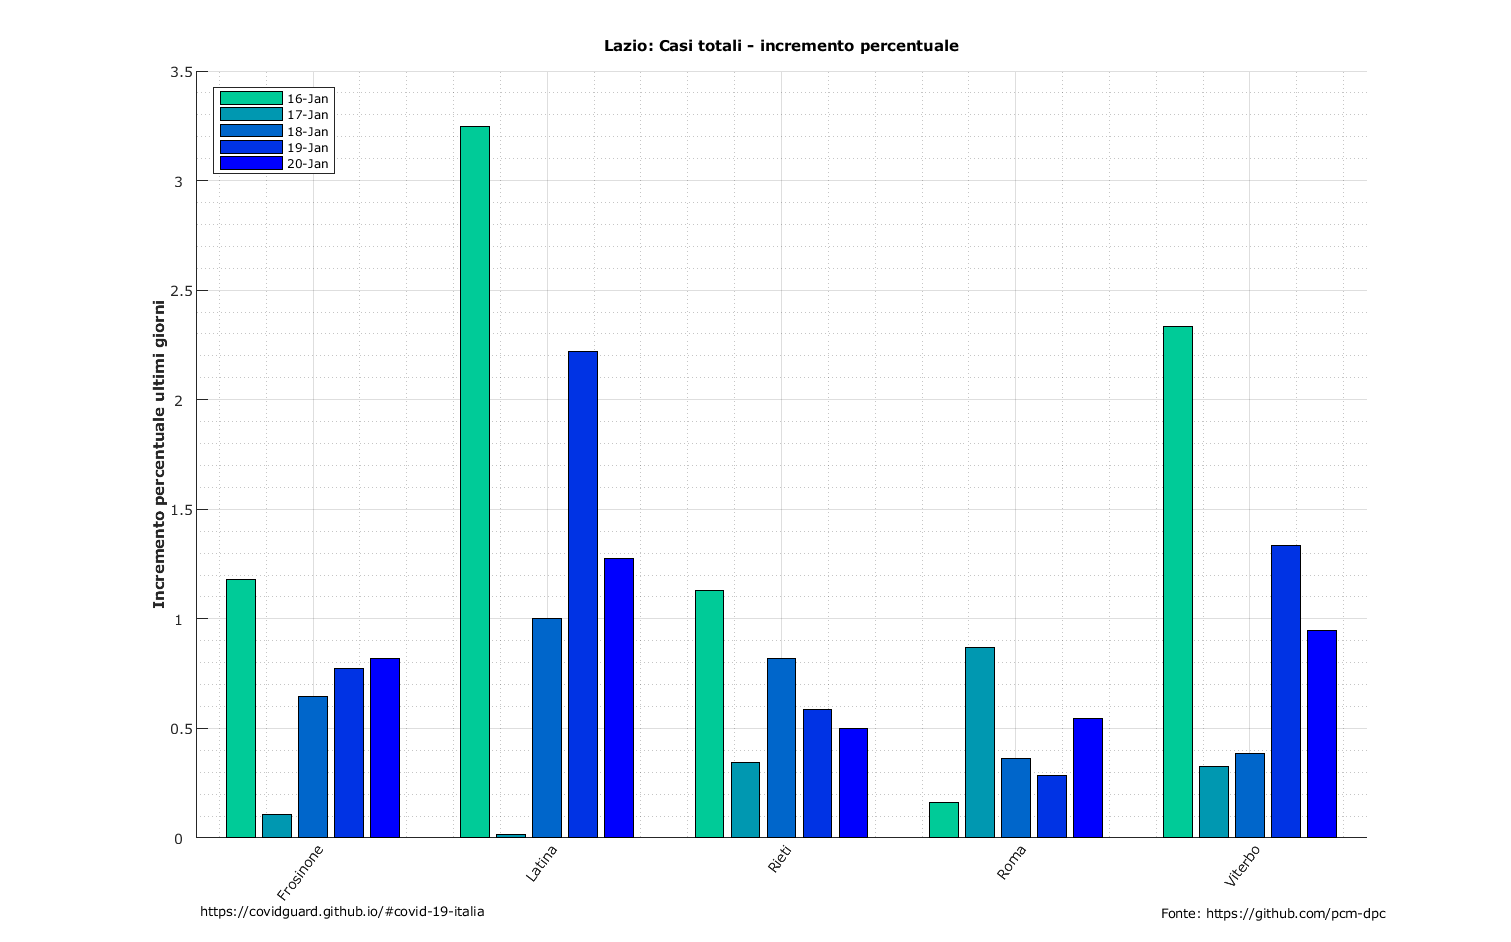 Lazio: Casi totali - incremento percentuale
Incremento percentuale ultimi giorni
3.5
3
2.5
2
1.5
1
0.5
0
16-Jan
17-Jan
18-Jan
19-Jan
20-Jan
Frosinone
Latina
Rieti
Roma
Viterbo
https://covidguard.github.io/#covid-19-italia
Fonte: https://github.com/pcm-dpc